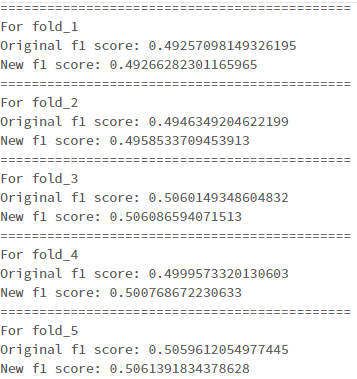 =============================================
For fold_1
Original f1 score: 0.49257098149326195
New f1 score: 0.49266282301165965
=============================================
For fold_2
Original f1 score: 0.4946349204622199
New f1 score: 0.4958533709453913
=============================================
For fold_3
Original f1 score: 0.5060149348604832
New f1 score: 0.506086594071513
=============================================
For fold_4
Original f1 score: 0.4999573320130603
New f1 score: 0.500768672230633
=============================================
For fold_5
Original f1 score: 0.5059612054977445
New f1 score: 0.5061391834378628